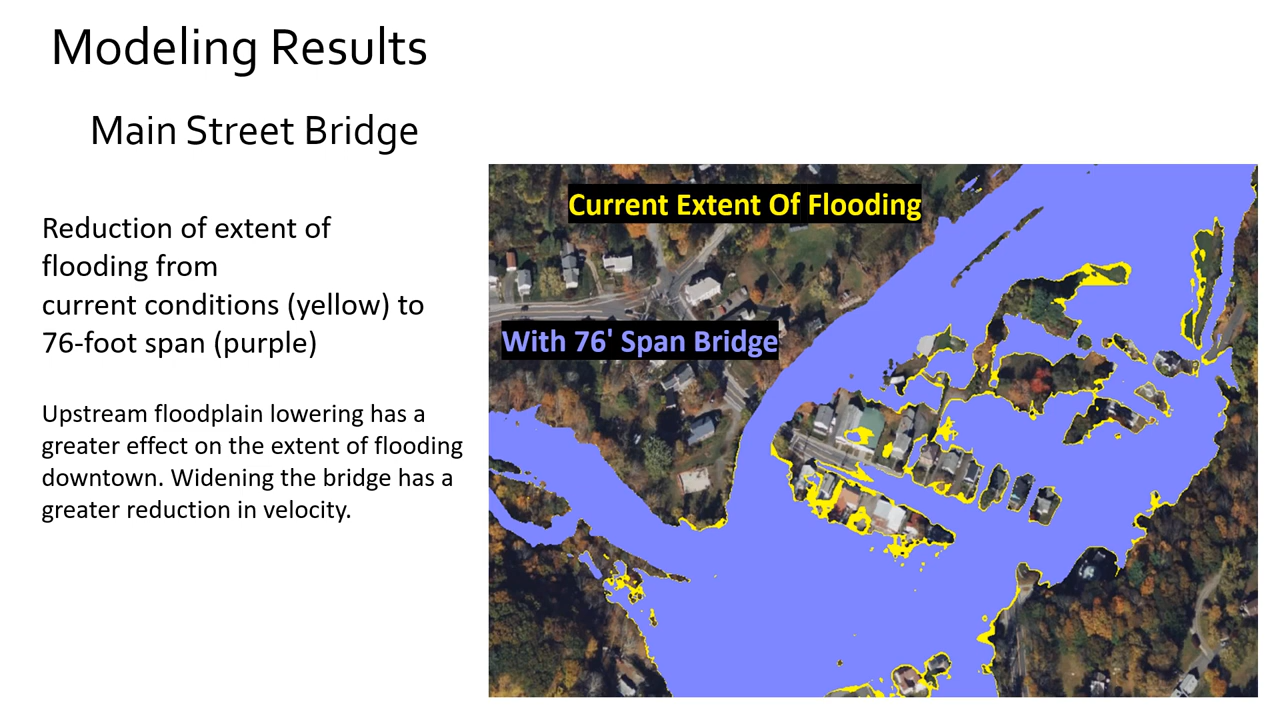 Modeling Results
Main Street Bridge
Reduction of extent of
flooding from
current conditions (yellow) to
76-foot span (purple)
Upstream floodplain lowering has a
greater effect on the extent of flooding
downtown. Widening the bridge has a
greater reduction in velocity.
Current Extent Of Flooding
With 76' Span Bridge